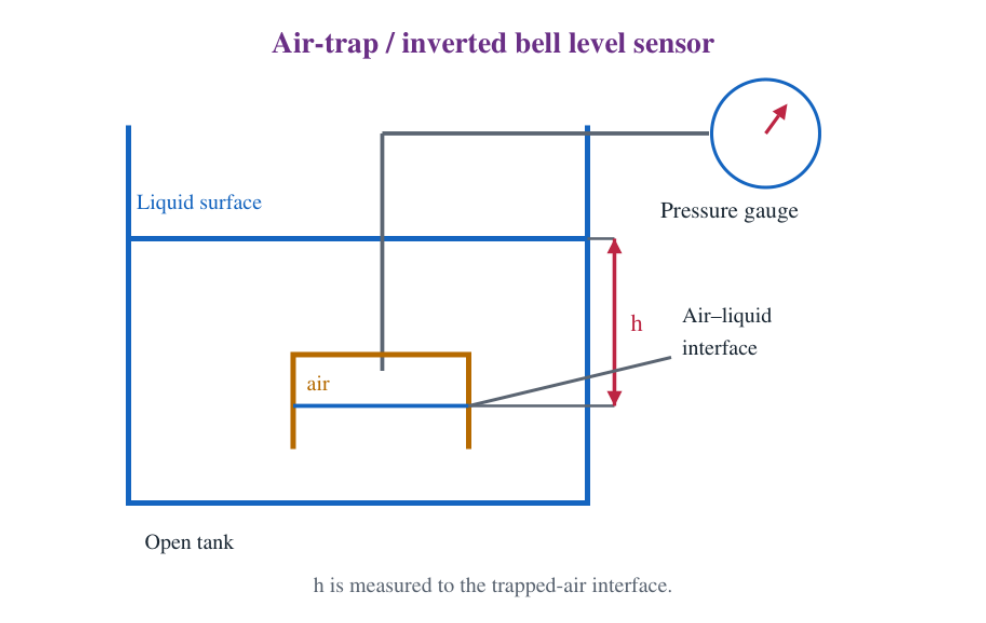 Air-trap / inverted bell level sensor
Liquid surface
Pressure gauge
h
Air–liquid
interface
air
Open tank
h is measured to the trapped-air interface.